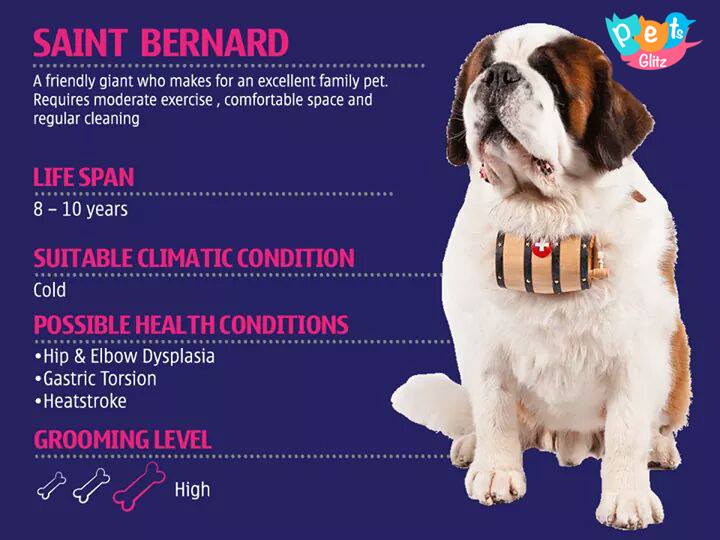 SAINT BERNARD
Pets
Glitz
A friendly giant who makes for an excellent family pet.
Requires moderate exercise , comfortable space and
regular cleaning
LIFE SPAN
8 – 10 years
SUITABLE CLIMATIC CONDITION
Cold
POSSIBLE HEALTH CONDITIONS
•Hip & Elbow Dysplasia
•Gastric Torsion
•Heatstroke
GROOMING LEVEL
High